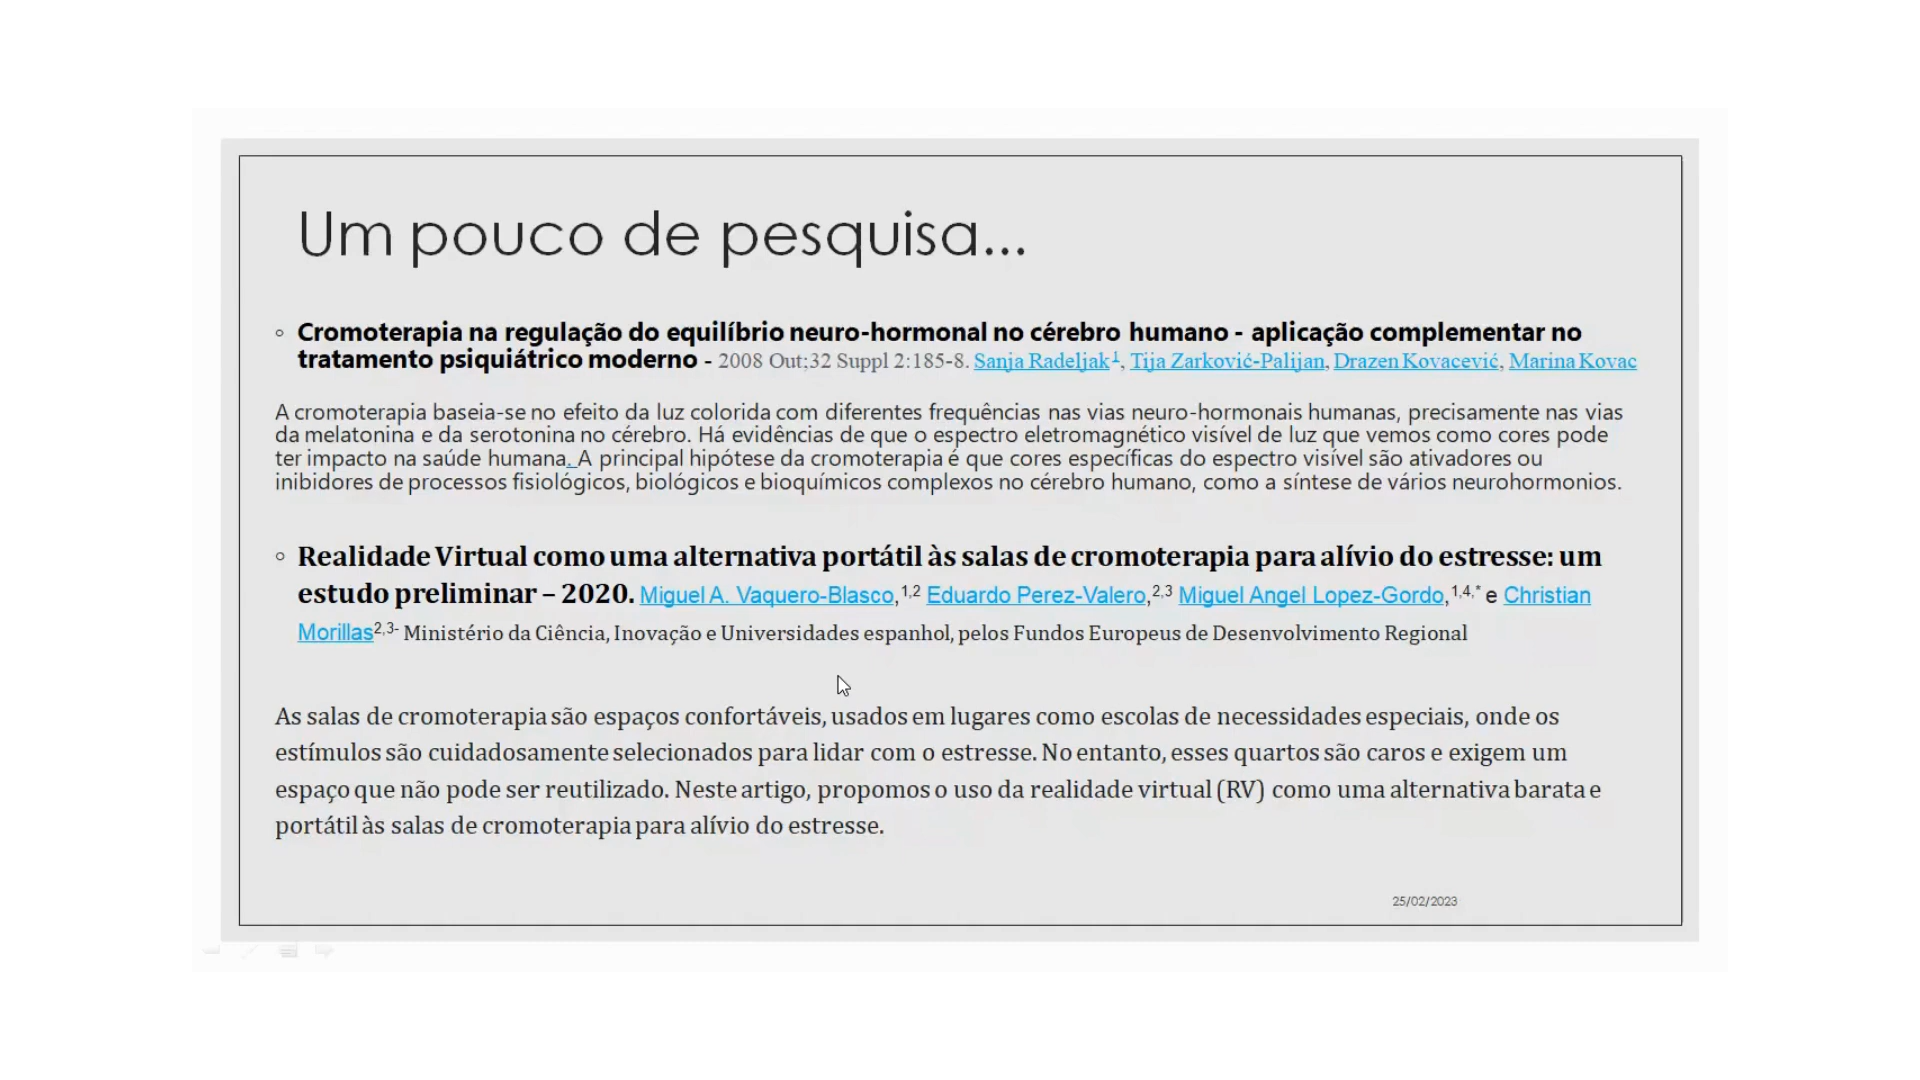 Um pouco de pesquisa...
◦ Cromoterapia na regulação do equilíbrio neuro-hormonal no cérebro humano - aplicação complementar no
tratamento psiquiátrico moderno - 2008 Out;32 Suppl 2:185-8. Sanja Radeljak1, Tija Zarković-Palijan, Drazen Kovacević, Marina Kovac
A cromoterapia baseia-se no efeito da luz colorida com diferentes frequências nas vias neuro-hormonais humanas, precisamente nas vias
da melatonina e da serotonina no cérebro. Há evidências de que o espectro eletromagnético visível de luz que vemos como cores pode
ter impacto na saúde humana. A principal hipótese da cromoterapia é que cores específicas do espectro visível são ativadores ou
inibidores de processos fisiológicos, biológicos e bioquímicos complexos no cérebro humano, como a síntese de vários neurohormonios.
◦ Realidade Virtual como uma alternativa portátil às salas de cromoterapia para alívio do estresse: um
estudo preliminar – 2020. Miguel A. Vaquero-Blasco,1,2 Eduardo Perez-Valero,2,3 Miguel Angel Lopez-Gordo,1,4,* e Christian
Morillas2,3- Ministério da Ciência, Inovação e Universidades espanhol, pelos Fundos Europeus de Desenvolvimento Regional
As salas de cromoterapia são espaços confortáveis, usados em lugares como escolas de necessidades especiais, onde os
estímulos são cuidadosamente selecionados para lidar com o estresse. No entanto, esses quartos são caros e exigem um
espaço que não pode ser reutilizado. Neste artigo, propomos o uso da realidade virtual (RV) como uma alternativa barata e
portátil às salas de cromoterapia para alívio do estresse.
25/02/2023